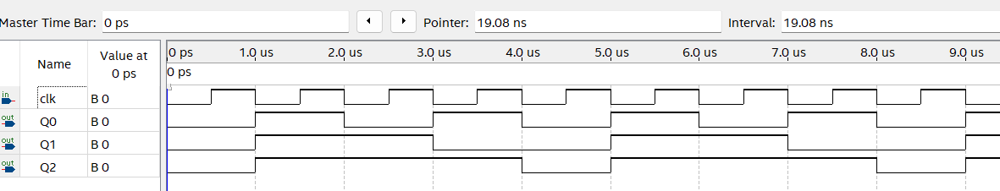 Master Time Bar: 0 ps Pointer: 19.08 ns Interval: 19.08 ns
Name Value at 0 ps 0 ps 1.0 us 2.0 us 3.0 us 4.0 us 5.0 us 6.0 us 7.0 us 8.0 us 9.0 us
0 ps
in clk B 0
out Q0 B 0
out Q1 B 0
out Q2 B 0